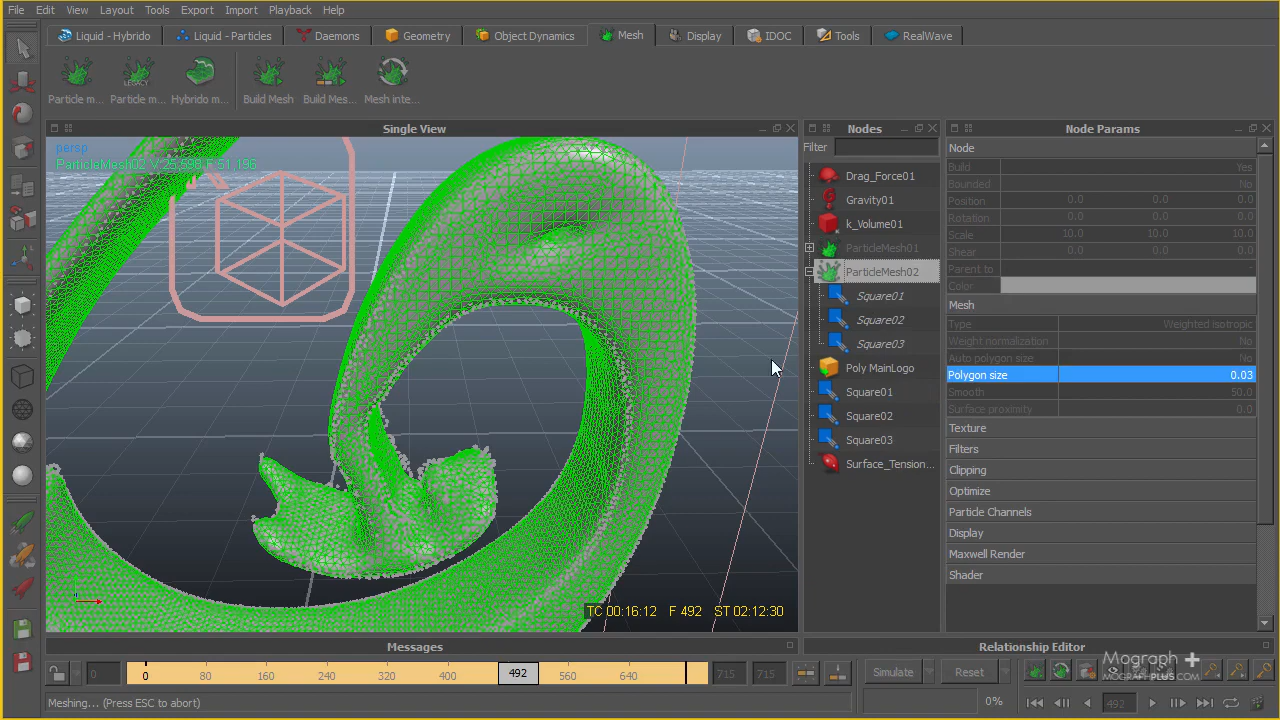 File Edit View Layout Tools Export Import Playback Help
Liquid - Hybrido Liquid - Particles Daemons Geometry Object Dynamics Mesh Display IDOC Tools RealWave
LEGACY
Particle m... Particle m... Hybrido m... Build Mesh Build Mes... Mesh inte...
Single View
persp
ParticleMesh02 V:25,598 F:51,196
TC 00:16:12 F 492 ST 02:12:30
Nodes
Filter
Drag_Force01
Gravity01
k_Volume01
ParticleMesh01
ParticleMesh02
Square01
Square02
Square03
Poly MainLogo
Square01
Square02
Square03
Surface_Tension...
Node Params
Node
Build Yes
Bounded No
Position 0.0 0.0 0.0
Rotation 0.0 0.0 0.0
Scale 10.0 10.0 10.0
Shear 0.0 0.0 0.0
Parent to
Color
Mesh
Type Weighted isotropic
Weight normalization No
Auto polygon size No
Polygon size 0.03
Smooth 50.0
Surface proximity 0.0
Texture
Filters
Clipping
Optimize
Particle Channels
Display
Maxwell Render
Shader
Messages
Relationship Editor
0 0 80 160 240 320 400 492 560 640 715 715
Simulate Reset
Mograph +
MOGRAPHPLUS.COM
Meshing... (Press ESC to abort)
0%
492